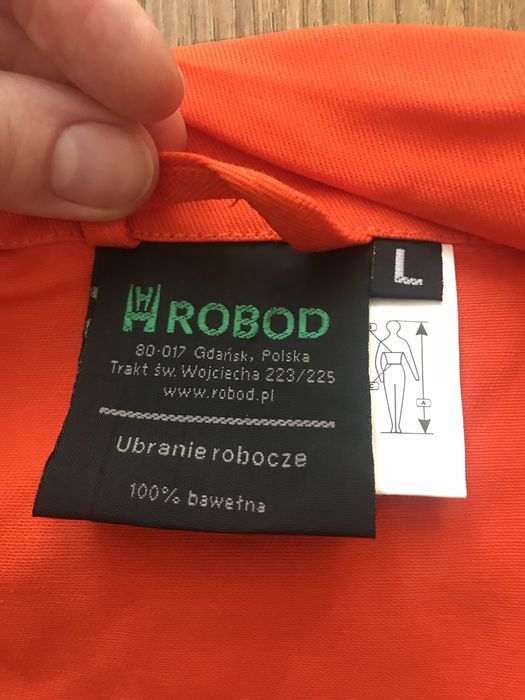 ROBOD
80-017 Gdańsk, Polska
Trakt św. Wojciecha 223/225
www.robod.pl
Ubranie robocze
100% bawełna
L
A